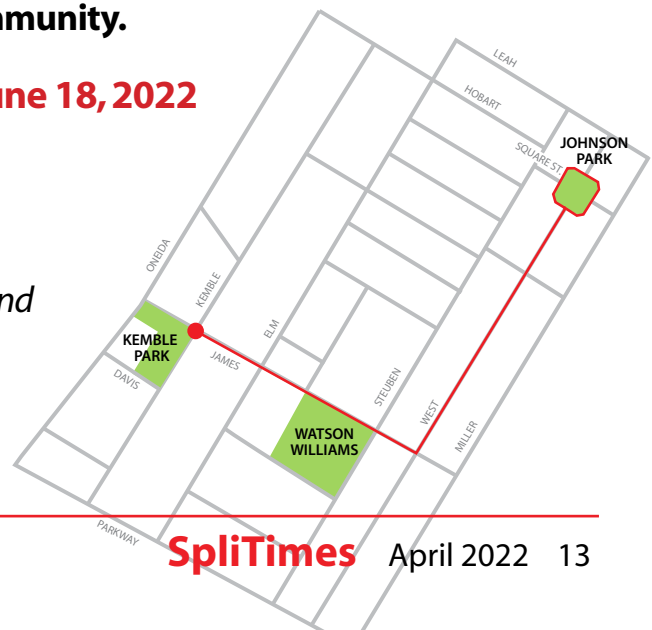 mmunity.
une 18, 2022
nd
LEAH
HOBART
SQUARE ST.
JOHNSON
PARK
ONEIDA
KEMBLE
KEMBLE
PARK
JAMES
ELM
DAVIS
STEUBEN
WEST
MILLER
WATSON
WILLIAMS
PARKWAY
SpliTimes April 2022 13